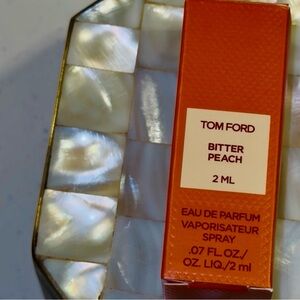 TOM FORD
BITTER
PEACH
2 ML
EAU DE PARFUM
VAPORISATEUR
SPRAY
.07 FL.OZ./
OZ. LIQ./2 ml